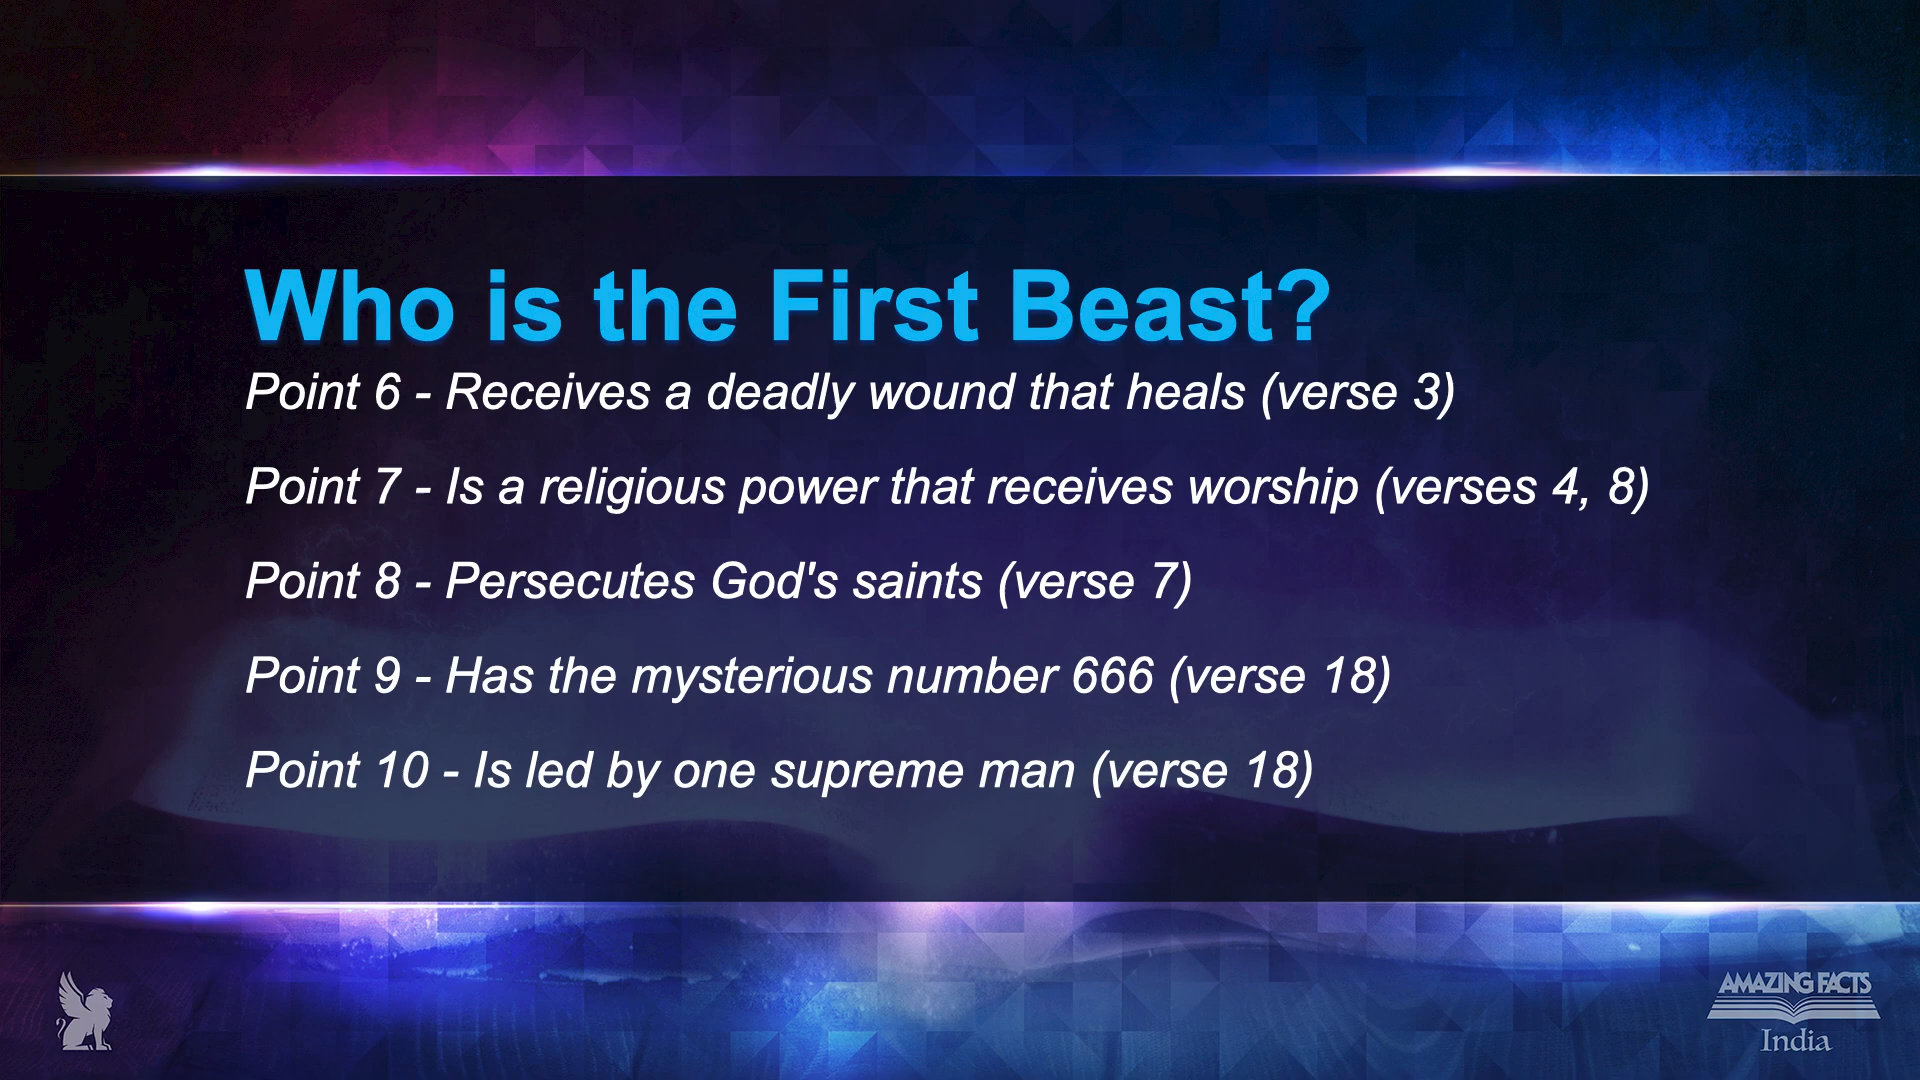 Who is the First Beast?
Point 6 - Receives a deadly wound that heals (verse 3)
Point 7 - Is a religious power that receives worship (verses 4, 8)
Point 8 - Persecutes God's saints (verse 7)
Point 9 - Has the mysterious number 666 (verse 18)
Point 10 - Is led by one supreme man (verse 18)
AMAZING FACTS
India